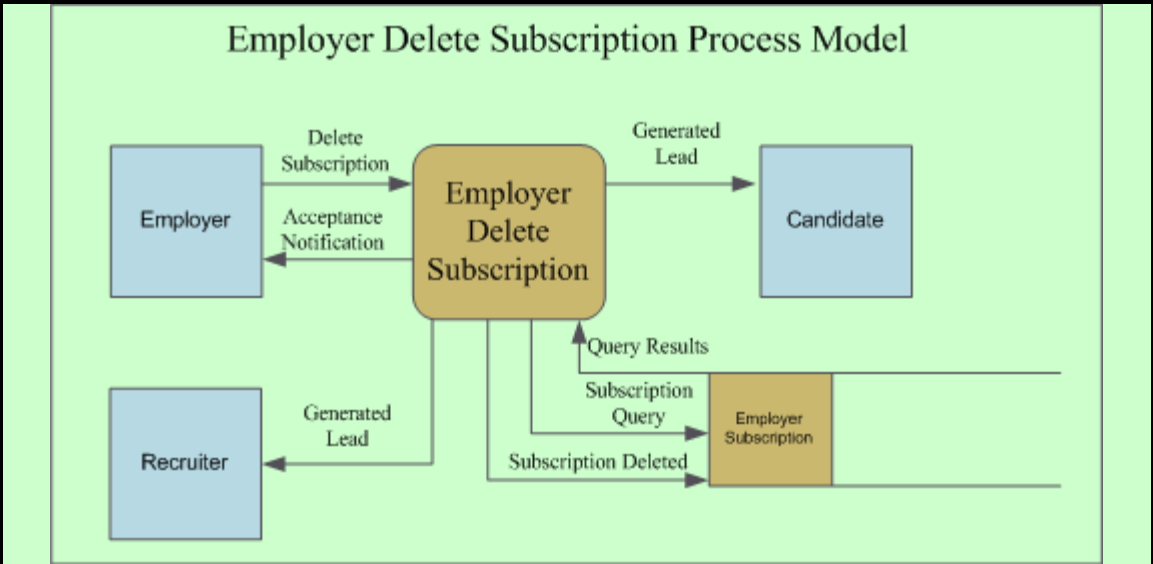 Employer Delete Subscription Process Model
Delete
Subscription
Generated
Lead
Employer
Employer
Delete
Subscription
Candidate
Acceptance
Notification
Query Results
Subscription
Query
Employer
Subscription
Generated
Lead
Recruiter
Subscription Deleted